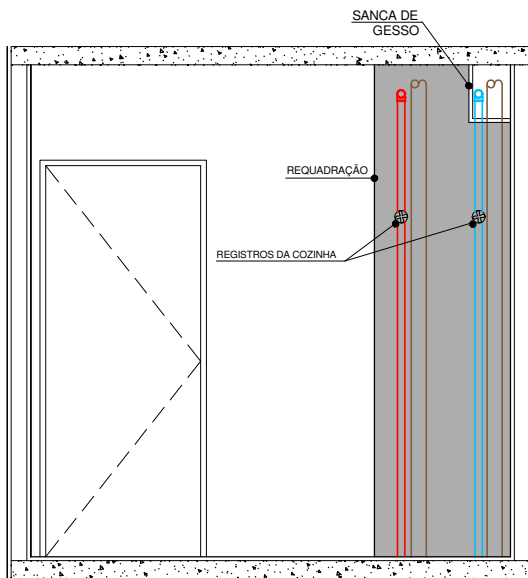 SANCA DE
GESSO
REQUADRAÇÃO
REGISTROS DA COZINHA